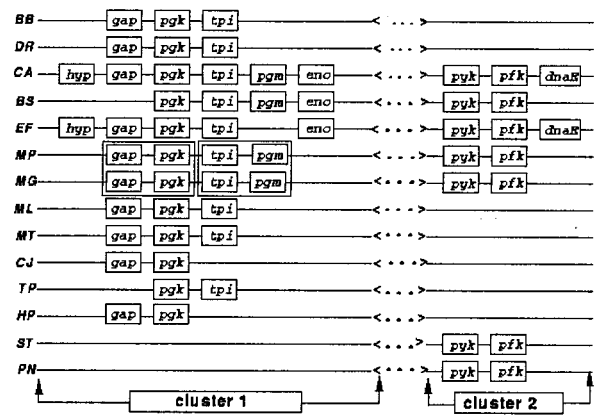 BB gap pgk tpi < ... >
DR gap pgk tpi < ... >
CA hyp gap pgk tpi pgm eno < ... > pyk pfk dnaE
BS pgk tpi pgm eno < ... > pyk pfk
EF hyp gap pgk tpi eno < ... > pyk pfk dnaE
MP gap pgk tpi pgm < ... > pyk pfk
MG gap pgk tpi pgm < ... > pyk pfk
ML gap pgk tpi < ... >
MT gap pgk tpi < ... >
CJ gap pgk < ... >
TP pgk tpi < ... >
HP gap pgk < ... >
ST < ... > pyk pfk
PN < ... > pyk pfk
cluster 1 cluster 2